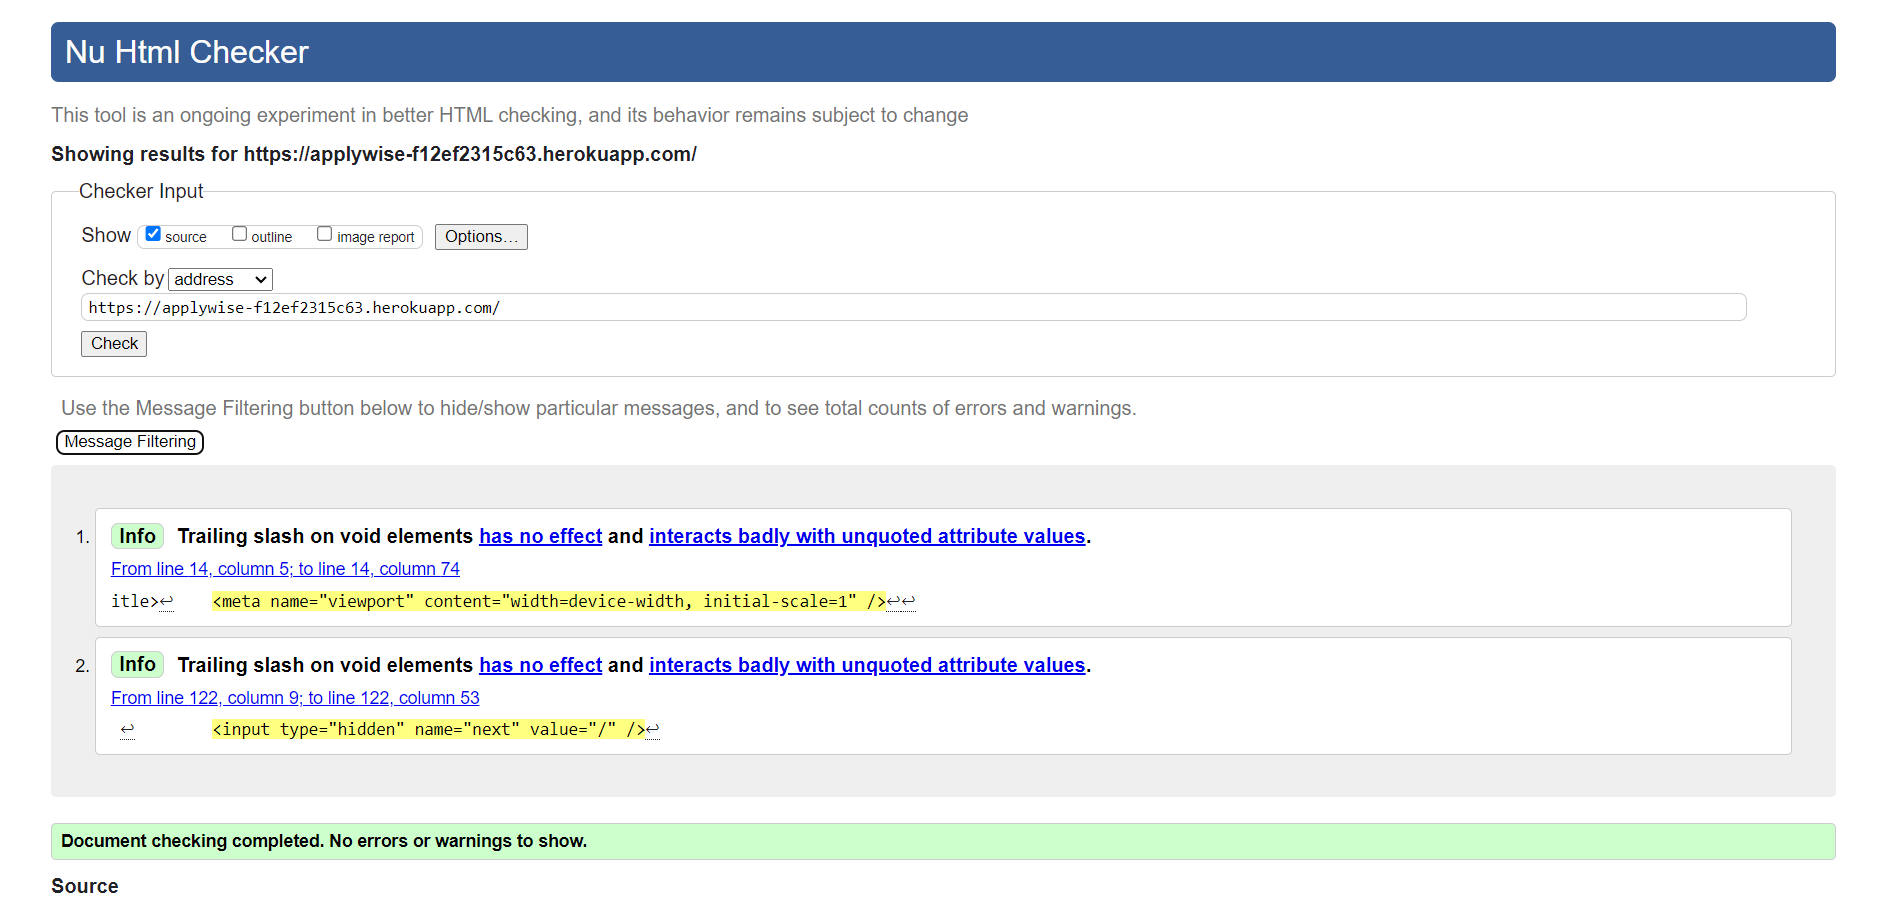 Nu Html Checker
This tool is an ongoing experiment in better HTML checking, and its behavior remains subject to change
Showing results for https://applywise-f12ef2315c63.herokuapp.com/
Checker Input
Show source outline image report Options…
Check by address
https://applywise-f12ef2315c63.herokuapp.com/
Check
Use the Message Filtering button below to hide/show particular messages, and to see total counts of errors and warnings.
Message Filtering
1. Info Trailing slash on void elements has no effect and interacts badly with unquoted attribute values.
From line 14, column 5; to line 14, column 74
itle>↩ <meta name="viewport" content="width=device-width, initial-scale=1" />↩↩
2. Info Trailing slash on void elements has no effect and interacts badly with unquoted attribute values.
From line 122, column 9; to line 122, column 53
↩ <input type="hidden" name="next" value="/" />↩
Document checking completed. No errors or warnings to show.
Source